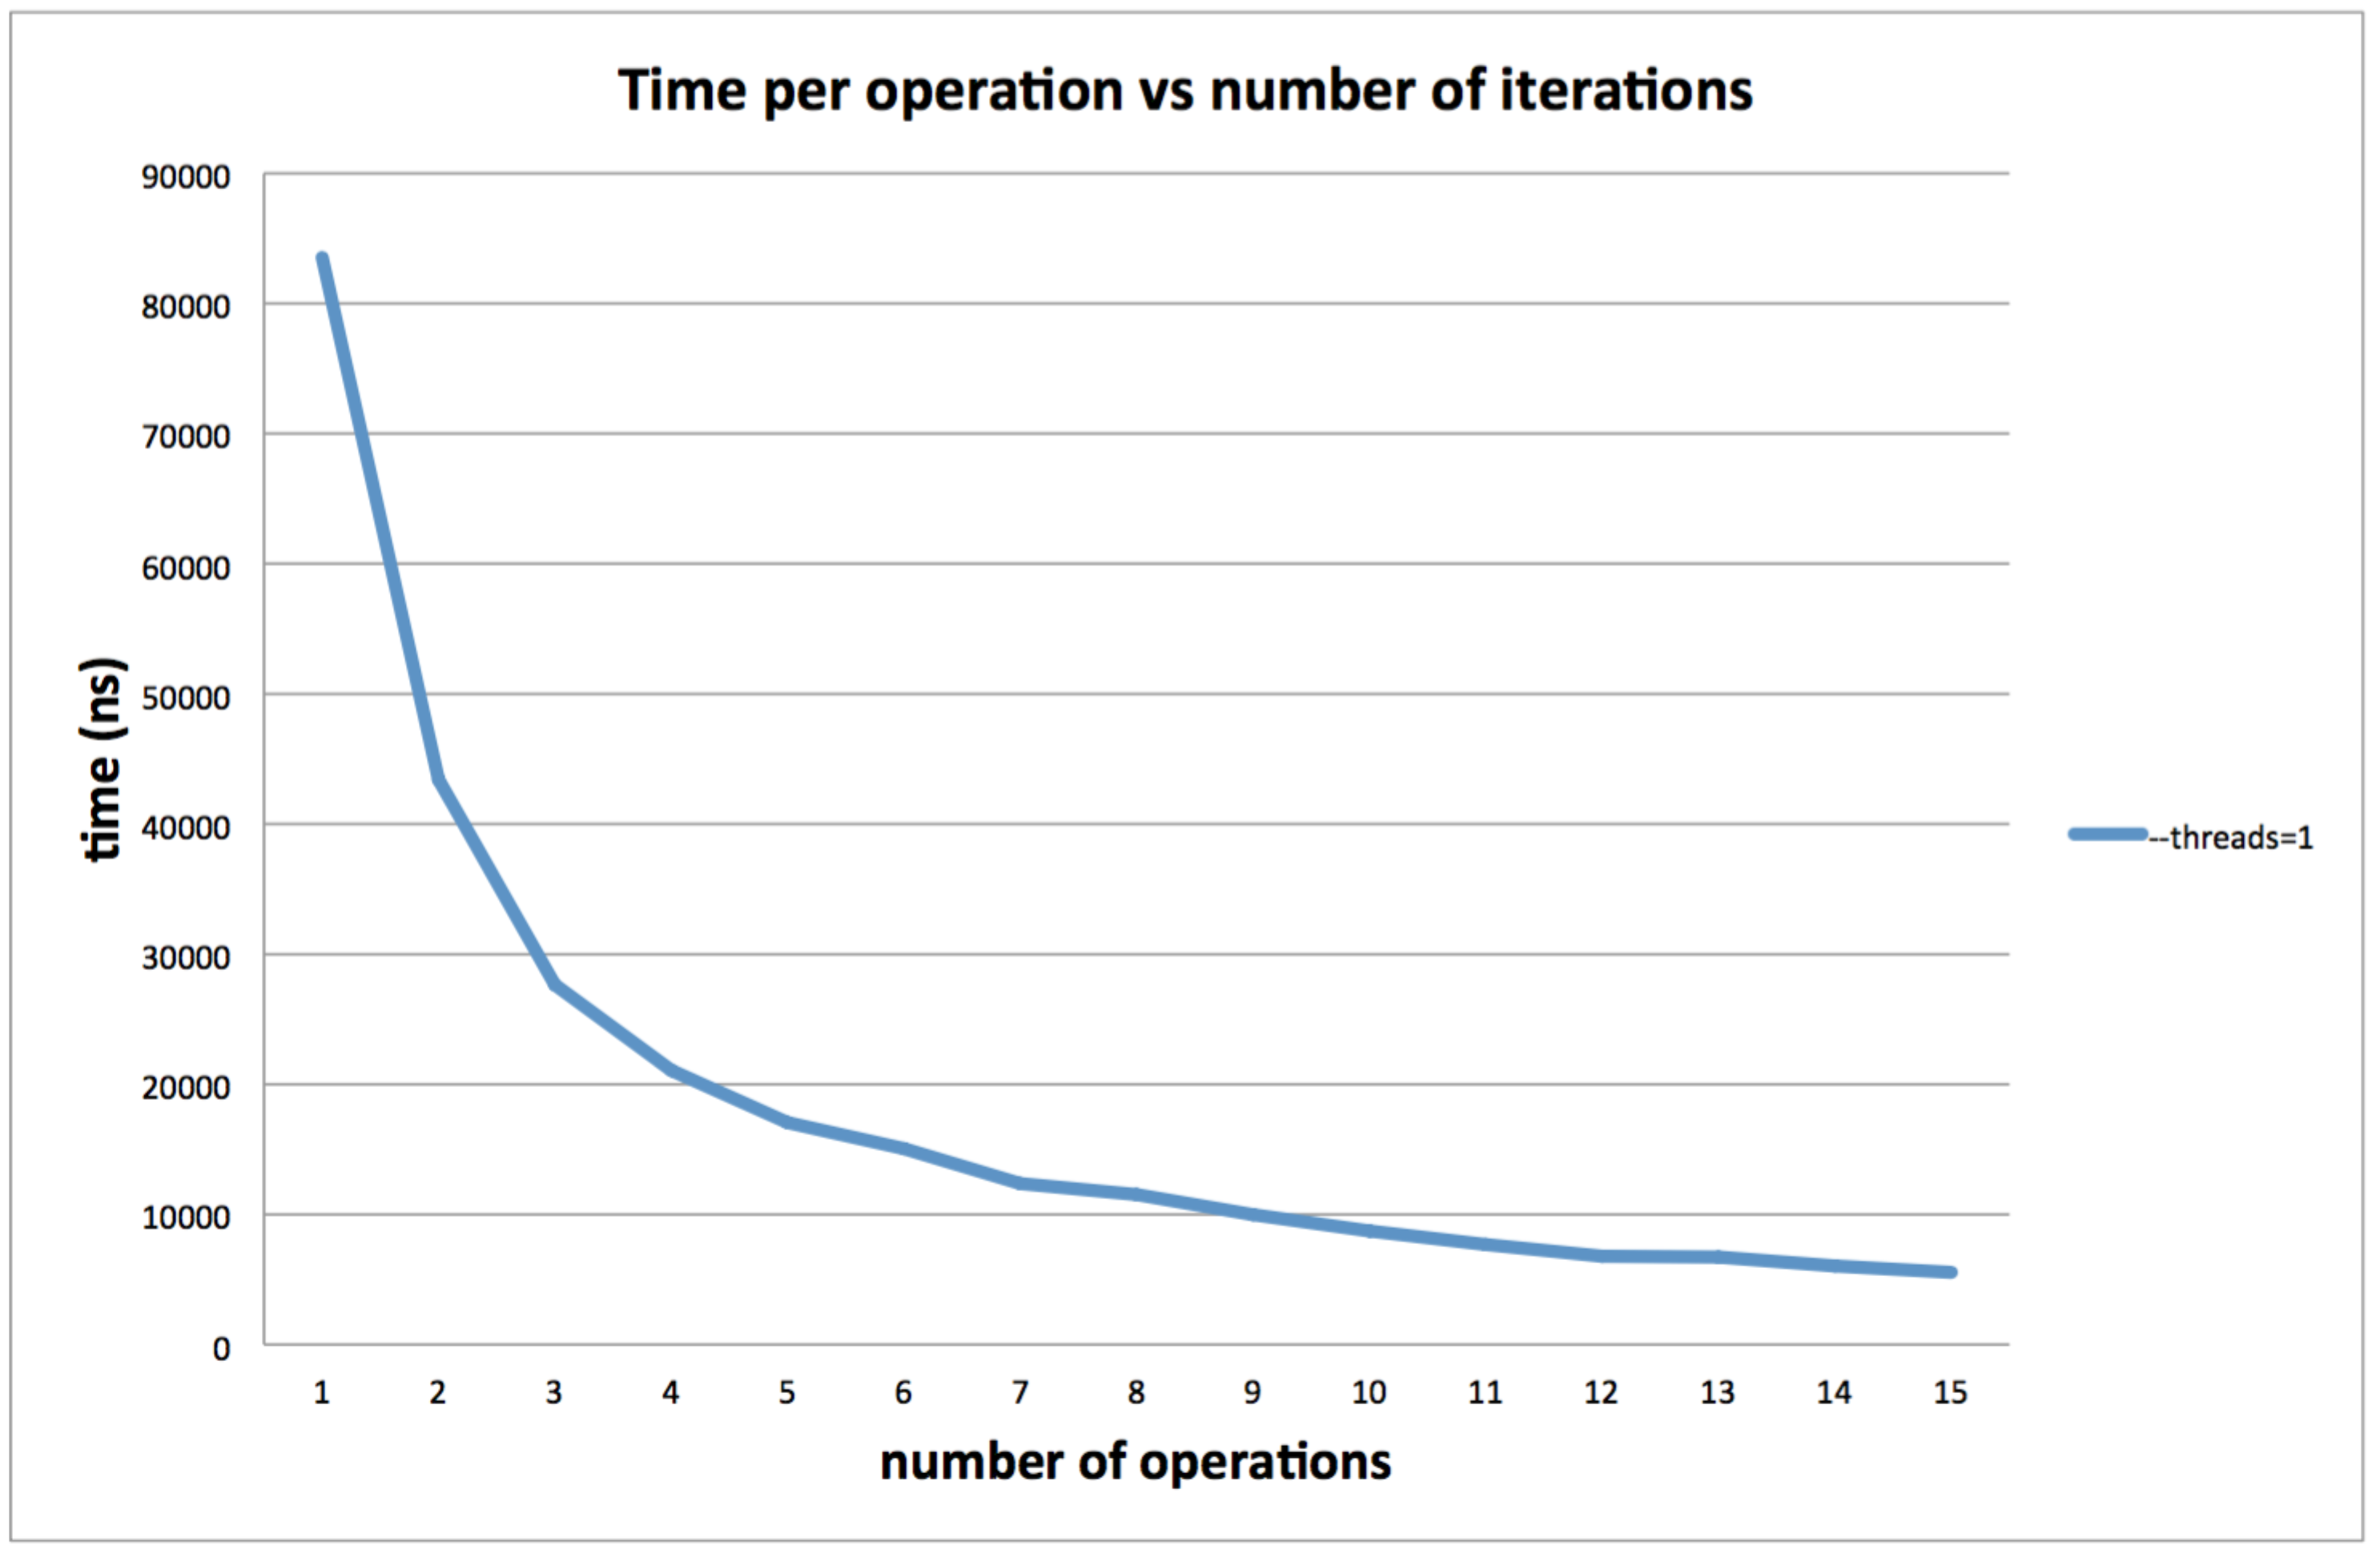 Time per operation vs number of iterations
90000
80000
70000
60000
50000
40000
30000
20000
10000
0
time (ns)
1 2 3 4 5 6 7 8 9 10 11 12 13 14 15
number of operations
--threads=1